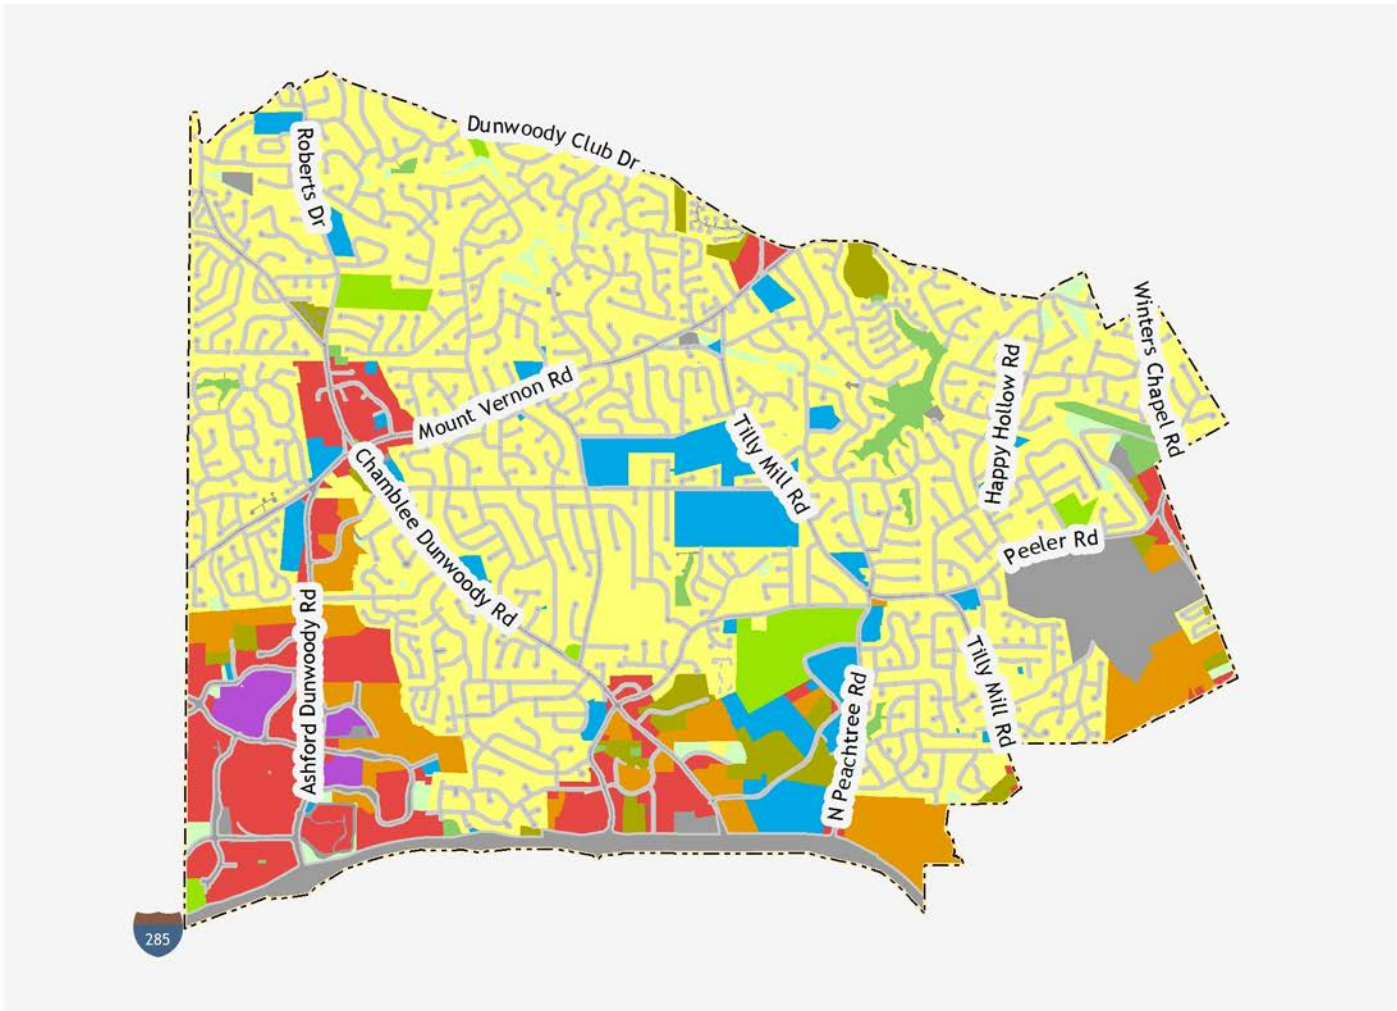 Dunwoody Club Dr
Roberts Dr
Winters Chapel Rd
Mount Vernon Rd
Happy Hollow Rd
Tilly Mill Rd
Chamblee Dunwoody Rd
Peeler Rd
Ashford Dunwoody Rd
Tilly Mill Rd
N Peachtree Rd
285